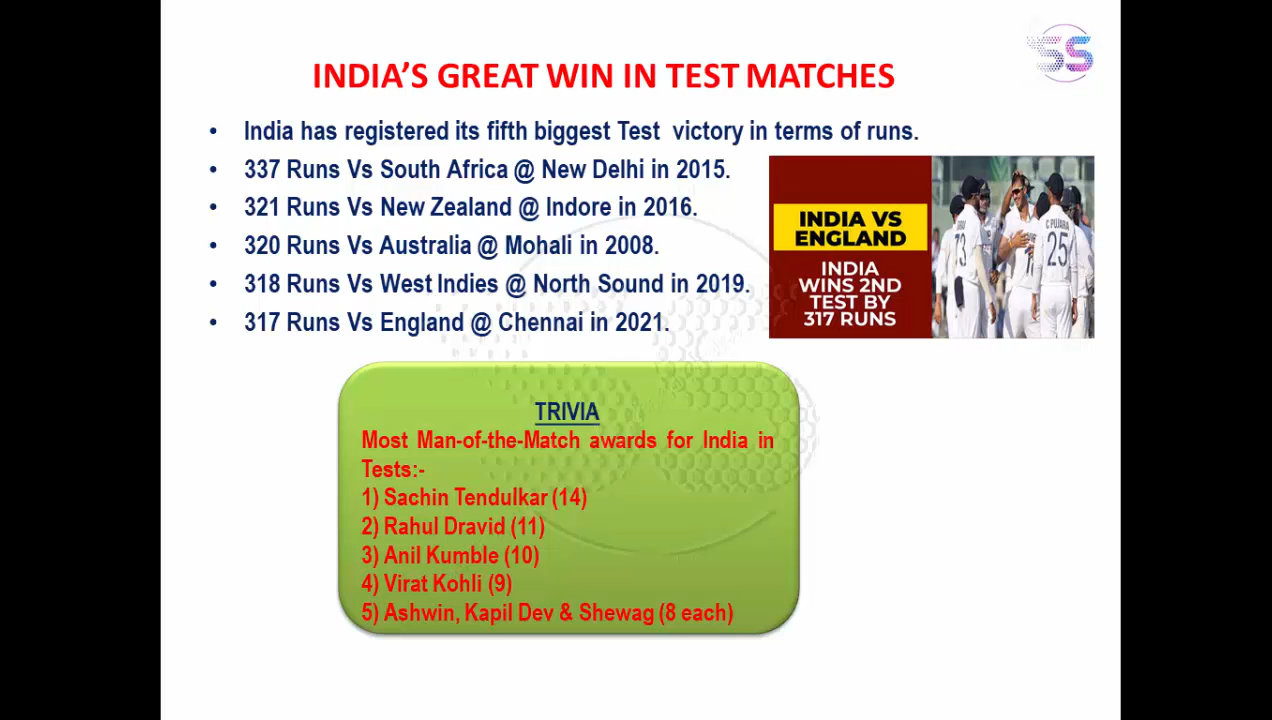 INDIA'S GREAT WIN IN TEST MATCHES
• India has registered its fifth biggest Test victory in terms of runs.
• 337 Runs Vs South Africa @ New Delhi in 2015.
• 321 Runs Vs New Zealand @ Indore in 2016.
• 320 Runs Vs Australia @ Mohali in 2008.
• 318 Runs Vs West Indies @ North Sound in 2019.
• 317 Runs Vs England @ Chennai in 2021.
INDIA VS
ENGLAND
INDIA
WINS 2ND
TEST BY
317 RUNS
C.PUJARA
25
TRIVIA
Most Man-of-the-Match awards for India in
Tests:-
1) Sachin Tendulkar (14)
2) Rahul Dravid (11)
3) Anil Kumble (10)
4) Virat Kohli (9)
5) Ashwin, Kapil Dev & Shewag (8 each)